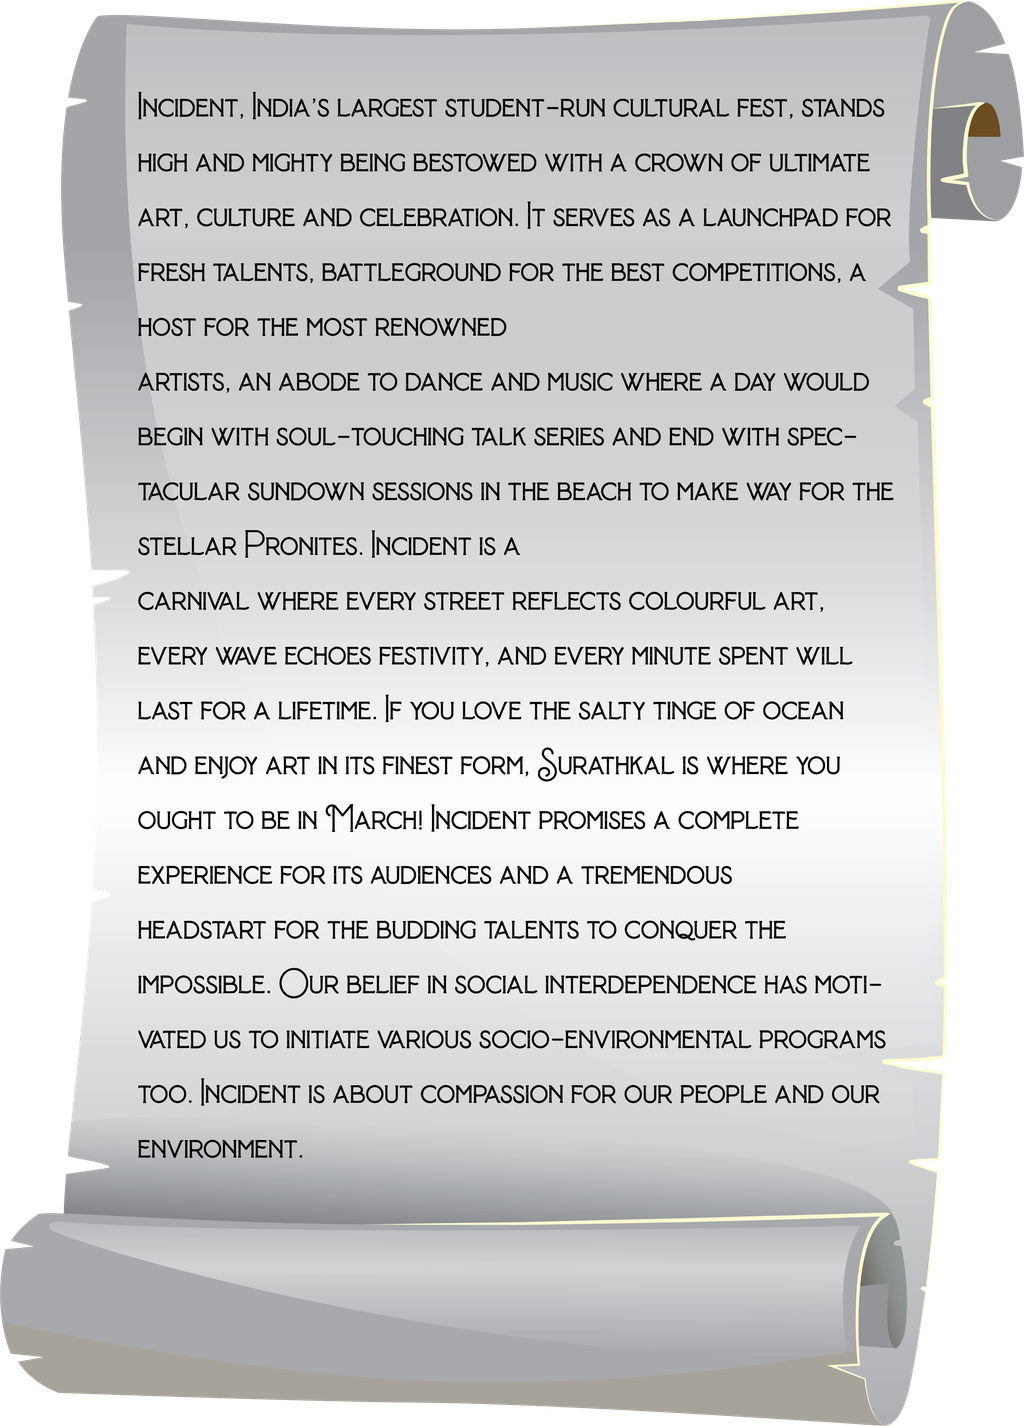 Incident, India's largest student-run cultural fest, stands
high and mighty being bestowed with a crown of ultimate
art, culture and celebration. It serves as a launchpad for
fresh talents, battleground for the best competitions, a
host for the most renowned
artists, an abode to dance and music where a day would
begin with soul-touching talk series and end with spec-
tacular sundown sessions in the beach to make way for the
stellar Pronites. Incident is a
carnival where every street reflects colourful art,
every wave echoes festivity, and every minute spent will
last for a lifetime. If you love the salty tinge of ocean
and enjoy art in its finest form, Surathkal is where you
ought to be in March! Incident promises a complete
experience for its audiences and a tremendous
headstart for the budding talents to conquer the
impossible. Our belief in social interdependence has moti-
vated us to initiate various socio-environmental programs
too. Incident is about compassion for our people and our
environment.